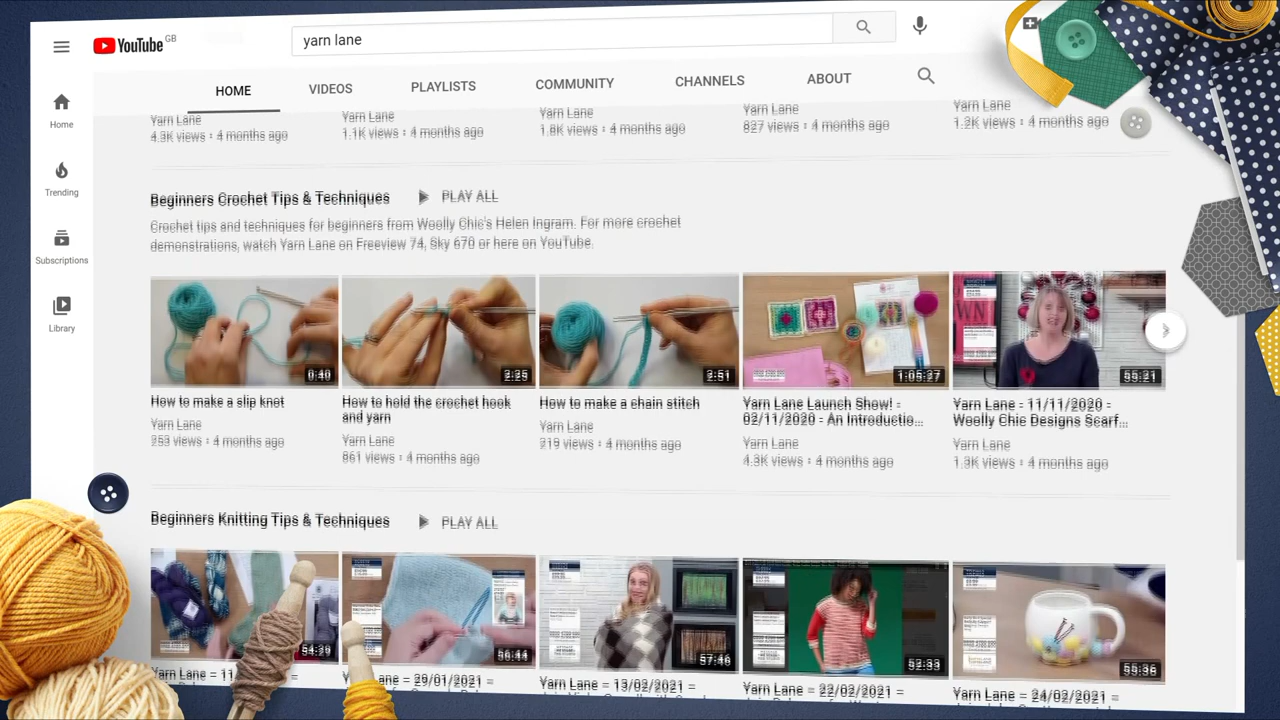 YouTube GB
yarn lane
HOME VIDEOS PLAYLISTS COMMUNITY CHANNELS ABOUT
Home
Trending
Subscriptions
Library
Yarn Lane Yarn Lane Yarn Lane Yarn Lane Yarn Lane
4.3K views • 4 months ago 1.1K views • 4 months ago 1.8K views • 4 months ago 827 views • 4 months ago 1.2K views • 4 months ago
Beginners Crochet Tips & Techniques PLAY ALL
Crochet tips and techniques for beginners from Woolly Chic's Helen Ingram. For more crochet
demonstrations, watch Yarn Lane on Freeview 74, Sky 670 or here on YouTube.
0:40 2:25 2:51 1:05:27 55:21
How to make a slip knot
Yarn Lane
253 views • 4 months ago
How to hold the crochet hook
and yarn
Yarn Lane
861 views • 4 months ago
How to make a chain stitch
Yarn Lane
219 views • 4 months ago
Yarn Lane Launch Show! -
02/11/2020 - An Introductio...
Yarn Lane
4.3K views • 4 months ago
Yarn Lane - 11/11/2020 -
Woolly Chic Designs Scarf...
Yarn Lane
1.3K views • 4 months ago
Beginners Knitting Tips & Techniques PLAY ALL
54:29 56:44 57:46 52:33 55:36
Yarn Lane - 11
29/01/2021 -
Yarn Lane - 13/02/2021 -
Yarn Lane - 22/02/2021 -
Yarn Lane - 24/02/2021 -